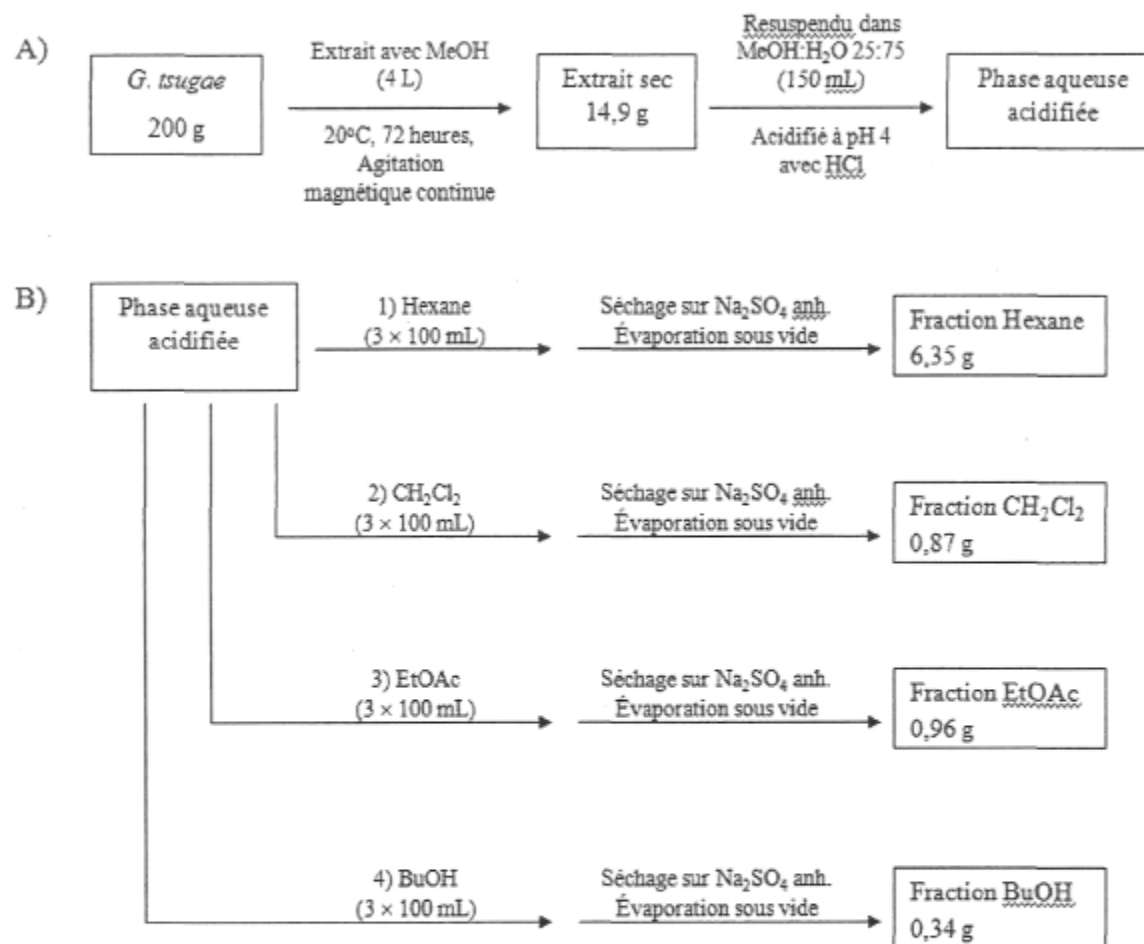 A)
G. tsugae
200 g
Extrait avec MeOH
(4 L)
20ºC, 72 heures,
Agitation
magnétique continue
Extrait sec
14,9 g
Resuspendu dans
MeOH:H₂O 25:75
(150 mL)
Acidifié à pH 4
avec HCl
Phase aqueuse
acidifiée
B)
Phase aqueuse
acidifiée
1) Hexane
(3 × 100 mL)
Séchage sur Na₂SO₄ anh.
Évaporation sous vide
Fraction Hexane
6,35 g
2) CH₂Cl₂
(3 × 100 mL)
Séchage sur Na₂SO₄ anh.
Évaporation sous vide
Fraction CH₂Cl₂
0,87 g
3) EtOAc
(3 × 100 mL)
Séchage sur Na₂SO₄ anh.
Évaporation sous vide
Fraction EtOAc
0,96 g
4) BuOH
(3 × 100 mL)
Séchage sur Na₂SO₄ anh.
Évaporation sous vide
Fraction BuOH
0,34 g